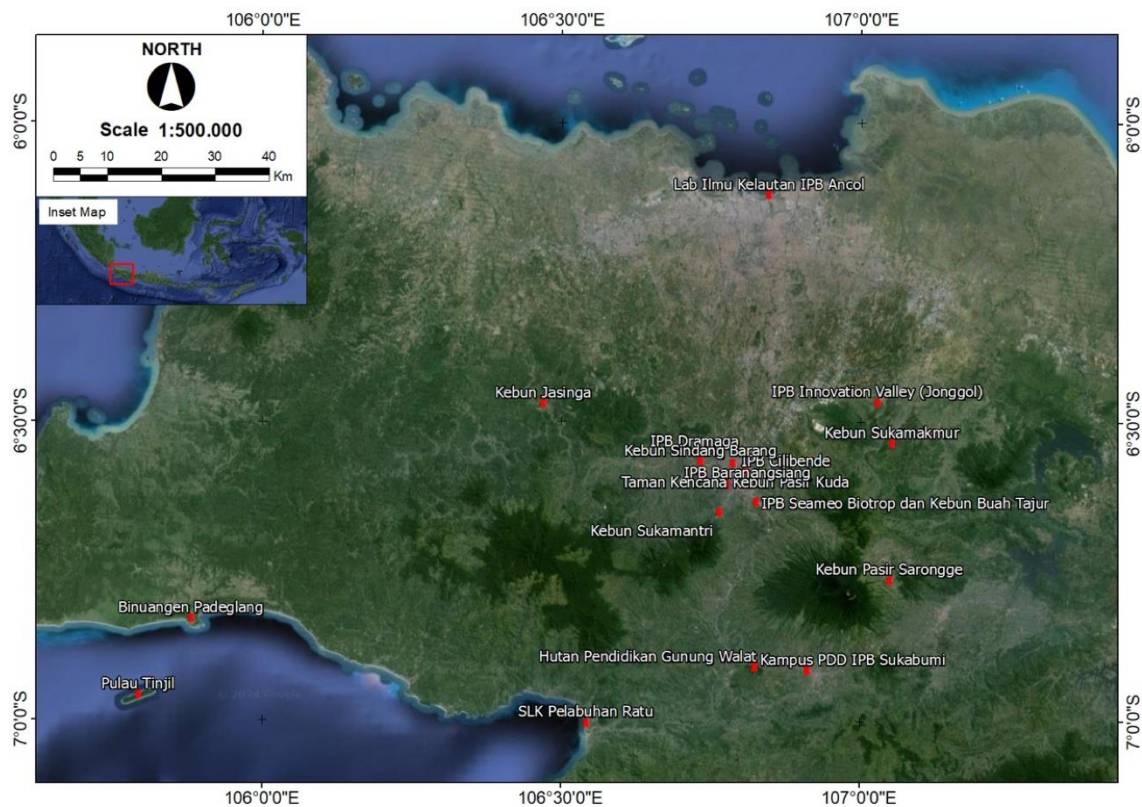 106°0'0"E 106°30'0"E 107°0'0"E
NORTH
Scale 1:500.000
0 5 10 20 30 40
Km
Inset Map
6°0'0"S
6°0'0"S
Lab Ilmu Kelautan IPB Ancol
Kebun Jasinga
IPB Innovation Valley (Jonggol)
6°30'0"S
6°30'0"S
Kebun Sukamakmur
IPB Dramaga
Kebun Sindang Barang
IPB Cilibende
IPB Baranangsiang
Taman Kencana Kebun Pasir Kuda
IPB Seameo Biotrop dan Kebun Buah Tajur
Kebun Sukamantri
Kebun Pasir Sarongge
Binuangen Padeglang
Hutan Pendidikan Gunung Walat
Kampus PDD IPB Sukabumi
Pulau Tinjil
SLK Pelabuhan Ratu
7°0'0"S
7°0'0"S
106°0'0"E 106°30'0"E 107°0'0"E